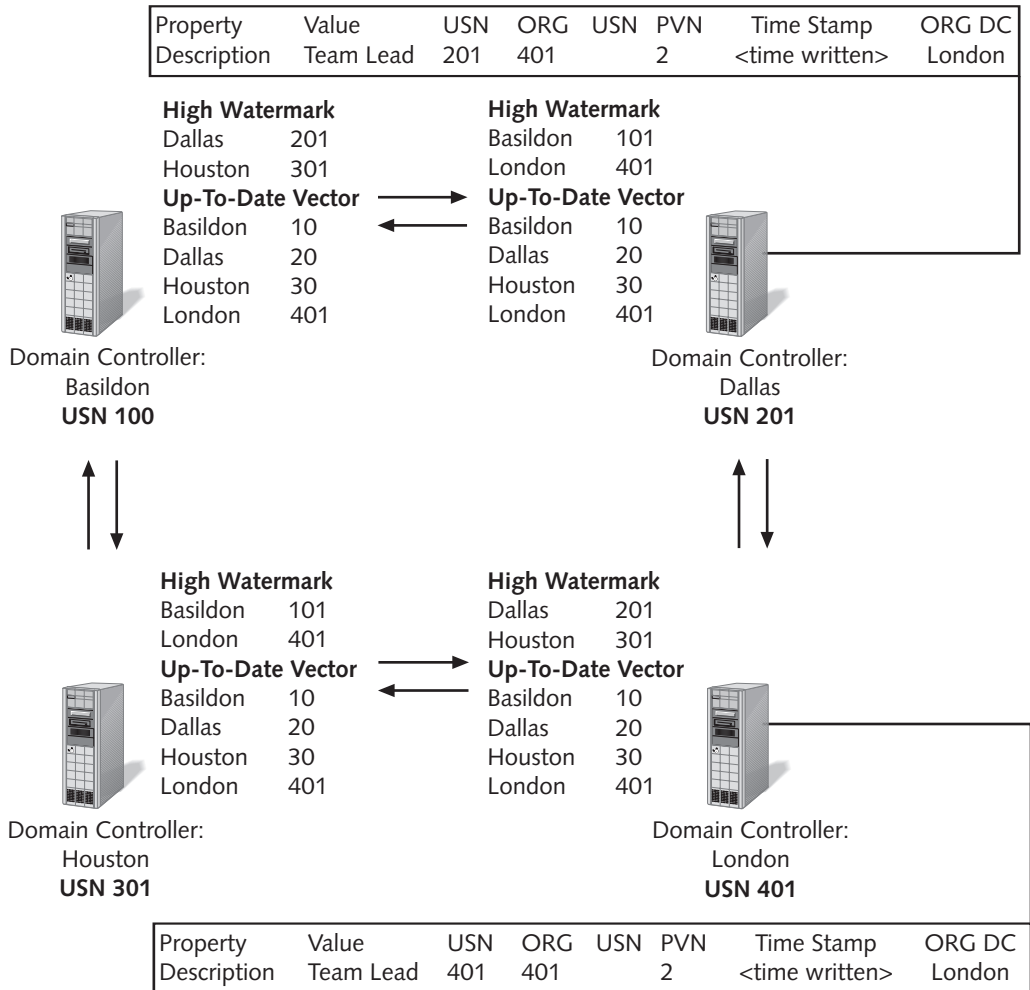 Property Value USN ORG USN PVN Time Stamp ORG DC
Description Team Lead 201 401 2 <time written> London
High Watermark
Dallas 201
Houston 301
Up-To-Date Vector
Basildon 10
Dallas 20
Houston 30
London 401
High Watermark
Basildon 101
London 401
Up-To-Date Vector
Basildon 10
Dallas 20
Houston 30
London 401
Domain Controller:
Basildon
USN 100
Domain Controller:
Dallas
USN 201
High Watermark
Basildon 101
London 401
Up-To-Date Vector
Basildon 10
Dallas 20
Houston 30
London 401
High Watermark
Dallas 201
Houston 301
Up-To-Date Vector
Basildon 10
Dallas 20
Houston 30
London 401
Domain Controller:
Houston
USN 301
Domain Controller:
London
USN 401
Property Value USN ORG USN PVN Time Stamp ORG DC
Description Team Lead 401 401 2 <time written> London